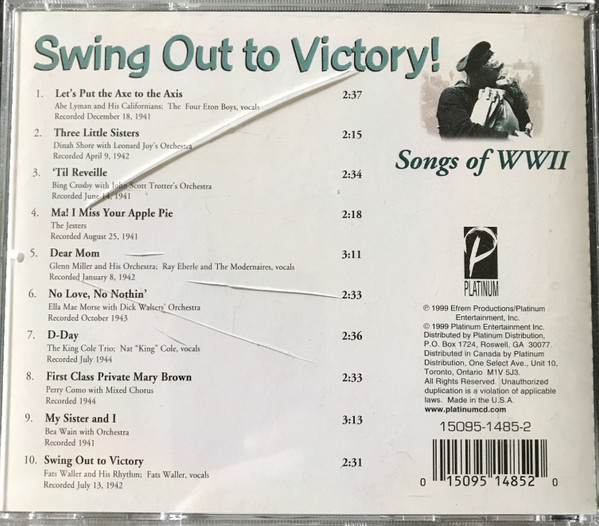 Swing Out to Victory!
Songs of WWII
1. Let's Put the Axe to the Axis 2:37
Abe Lyman and His Californians: The Four Eton Boys, vocals
Recorded December 18, 1941
2. Three Little Sisters 2:15
Dinah Shore with Leonard Joy's Orchestra
Recorded April 9, 1942
3. 'Til Reveille 2:34
Bing Crosby with John Scott Trotter's Orchestra
Recorded June 14, 1941
4. Ma! I Miss Your Apple Pie 2:18
The Jesters
Recorded August 25, 1941
5. Dear Mom 3:11
Glenn Miller and His Orchestra; Ray Eberle and The Modernaires, vocals
Recorded January 8, 1942
6. No Love, No Nothin' 2:33
Ella Mae Morse with Dick Walters' Orchestra
Recorded October 1943
7. D-Day 2:36
The King Cole Trio; Nat "King" Cole, vocals
Recorded July 1944
8. First Class Private Mary Brown 2:33
Perry Como with Mixed Chorus
Recorded 1944
9. My Sister and I 3:13
Bea Wain with Orchestra
Recorded 1941
10. Swing Out to Victory 2:31
Fats Waller and His Rhythm; Fats Waller, vocals
Recorded July 13, 1942
P
PLATINUM
℗ 1999 Efrem Productions/Platinum
Entertainment, Inc.
© 1999 Platinum Entertainment Inc.
Distributed by Platinum Distribution,
P.O. Box 1724, Roswell, GA 30077.
Distributed in Canada by Platinum
Distribution, One Select Ave., Unit 10,
Toronto, Ontario M1V 5J3.
All Rights Reserved. Unauthorized
duplication is a violation of applicable
laws. Made in the U.S.A.
www.platinumcd.com
15095-1485-2
0 15095 14852 0